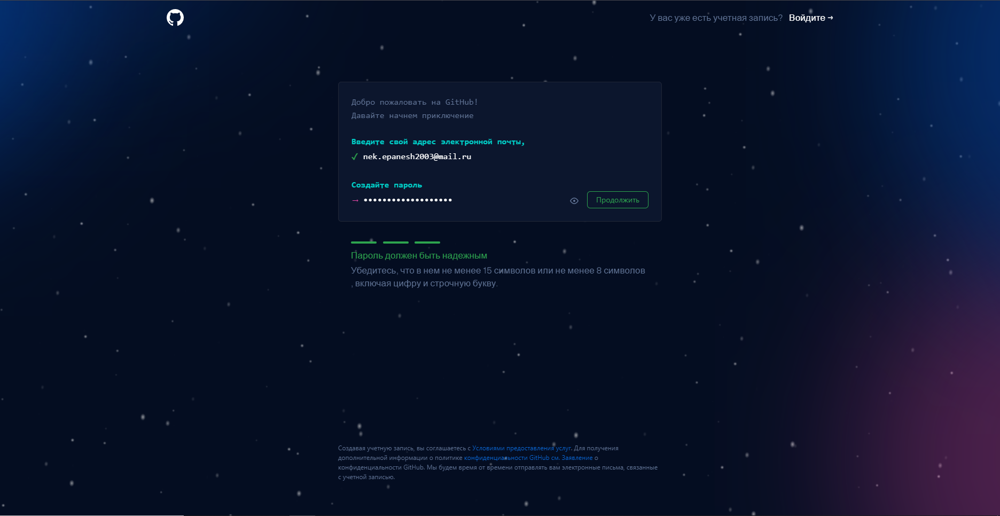 У вас уже есть учетная запись? Войдите →
Добро пожаловать на GitHub!
Давайте начнем приключение
Введите свой адрес электронной почты,
✓ nek.epanesh2003@mail.ru
Создайте пароль
→ ••••••••••••••••••• Продолжить
Пароль должен быть надежным
Убедитесь, что в нем не менее 15 символов или не менее 8 символов
, включая цифру и строчную букву.
Создавая учетную запись, вы соглашаетесь с Условиями предоставления услуг. Для получения
дополнительной информации о политике конфиденциальности GitHub см. Заявление о
конфиденциальности GitHub. Мы будем время от времени отправлять вам электронные письма, связанные
с учетной записью.